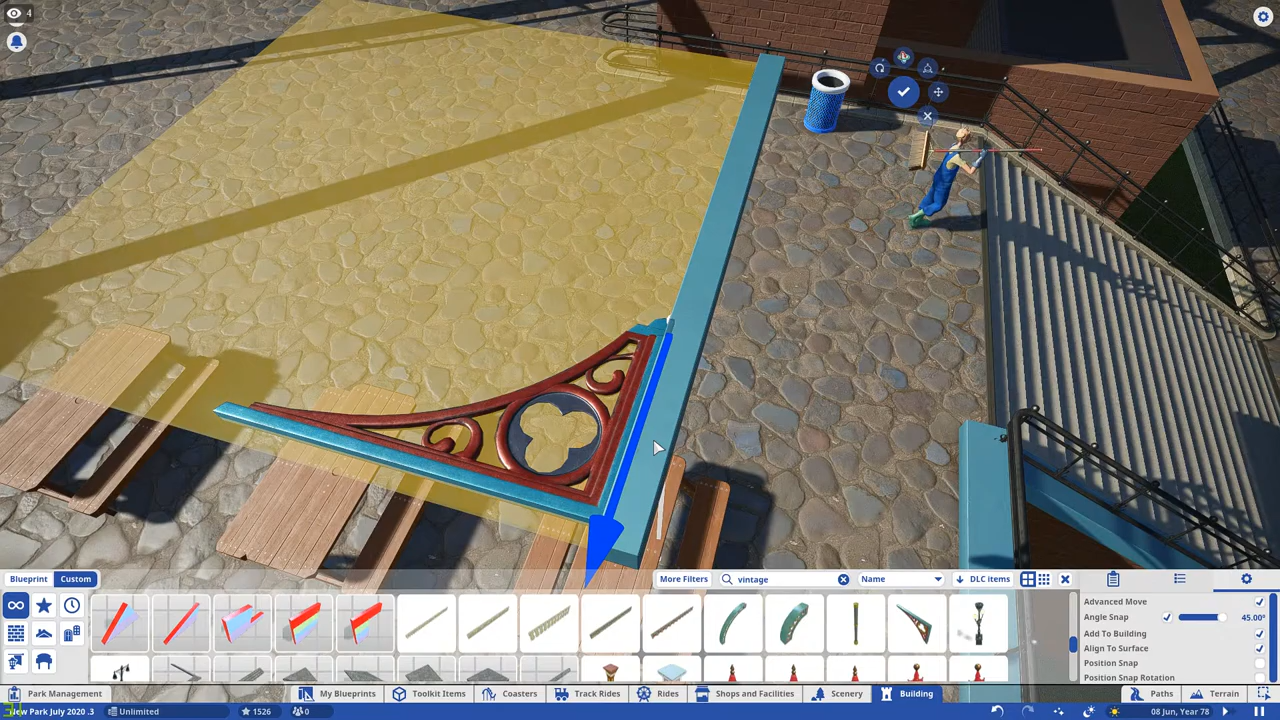 4
Blueprint Custom More Filters vintage Name DLC items
Advanced Move
Angle Snap 45.00°
Add To Building
Align To Surface
Position Snap
Position Snap Rotation
Park Management My Blueprints Toolkit Items Coasters Track Rides Rides Shops and Facilities Scenery Building Paths Terrain
New Park July 2020 .3 Unlimited 1526 0 08 Jun, Year 78